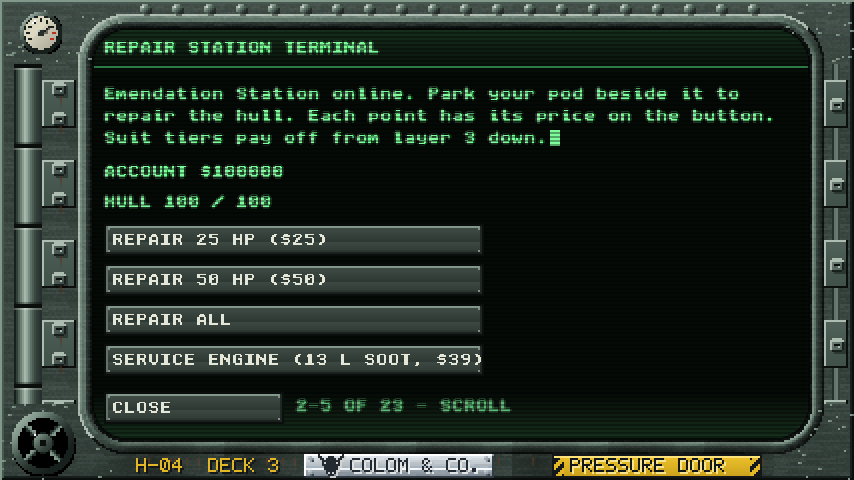 REPAIR STATION TERMINAL
Emendation Station online. Park your pod beside it to
repair the hull. Each point has its price on the button.
Suit tiers pay off from layer 3 down.
ACCOUNT $100000
HULL 100 / 100
REPAIR 25 HP ($25)
REPAIR 50 HP ($50)
REPAIR ALL
SERVICE ENGINE (13 L SOOT, $39)
CLOSE
2-5 OF 23 - SCROLL
H-04 DECK 3
COLOM & CO.
PRESSURE DOOR